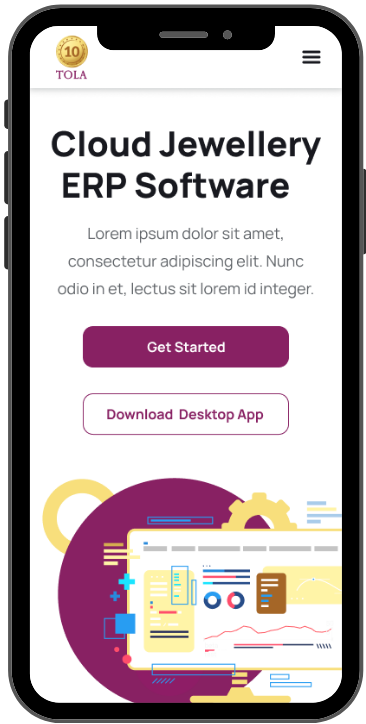 10
TOLA
Cloud Jewellery
ERP Software
Lorem ipsum dolor sit amet,
consectetur adipiscing elit. Nunc
odio in et, lectus sit lorem id integer.
Get Started
Download Desktop App